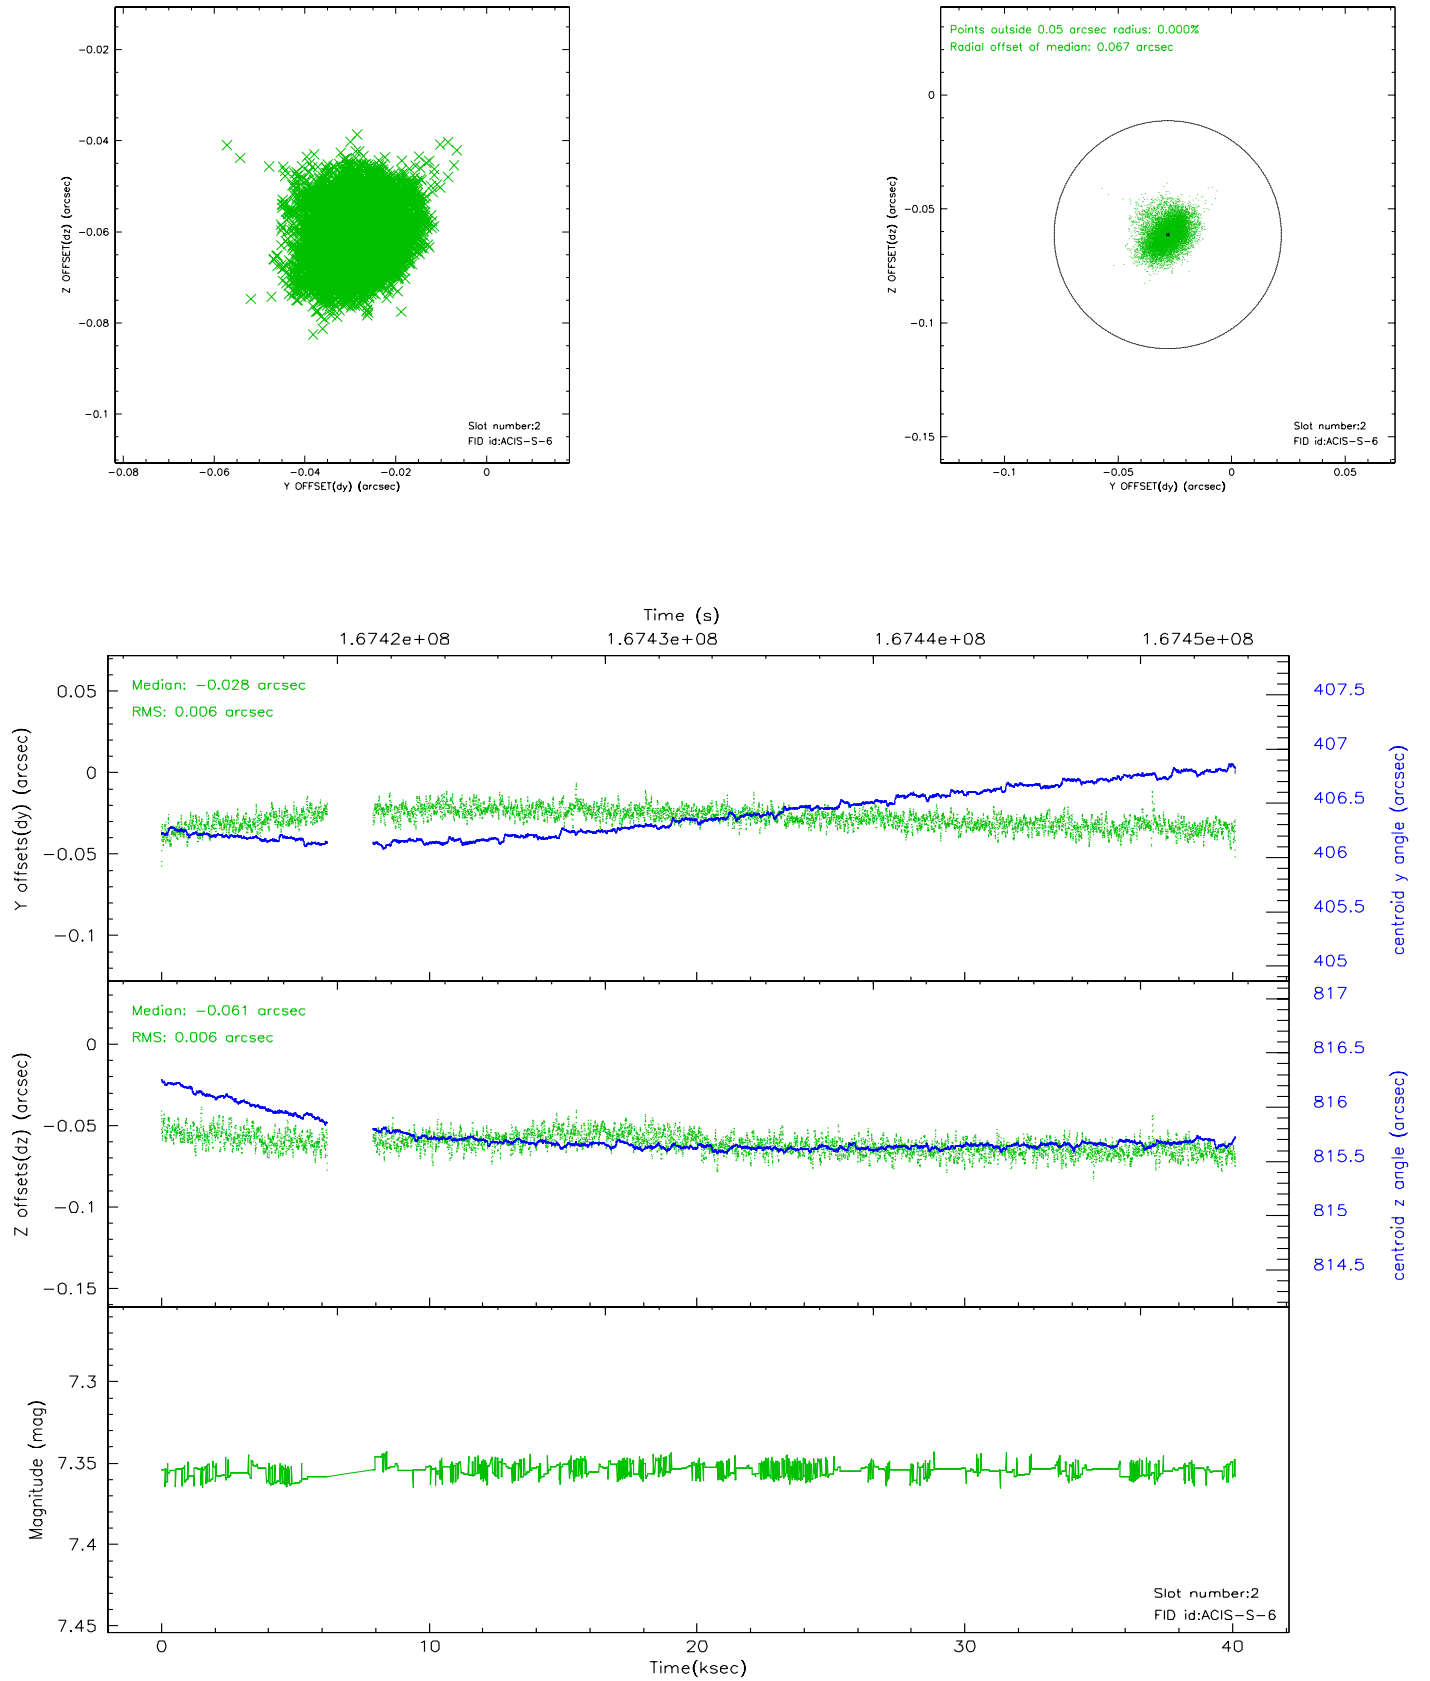 -0.02
-0.04
-0.06
-0.08
-0.1
Z OFFSET(dz) (arcsec)
Slot number:2
FID id:ACIS-S-6
-0.08 -0.06 -0.04 -0.02 0
Y OFFSET(dy) (arcsec)
Points outside 0.05 arcsec radius: 0.000%
Radial offset of median: 0.067 arcsec
0
-0.05
-0.1
-0.15
Z OFFSET(dz) (arcsec)
Slot number:2
FID id:ACIS-S-6
-0.1 -0.05 0 0.05
Y OFFSET(dy) (arcsec)
Time (s)
1.6742e+08 1.6743e+08 1.6744e+08 1.6745e+08
Median: -0.028 arcsec
RMS: 0.006 arcsec
0.05
0
-0.05
-0.1
Y offsets(dy) (arcsec)
407.5
407
406.5
406
405.5
405
centroid y angle (arcsec)
Median: -0.061 arcsec
RMS: 0.006 arcsec
0
-0.05
-0.1
-0.15
Z offsets(dz) (arcsec)
817
816.5
816
815.5
815
814.5
centroid z angle (arcsec)
7.3
7.35
7.4
7.45
Magnitude (mag)
Slot number:2
FID id:ACIS-S-6
0 10 20 30 40
Time(ksec)